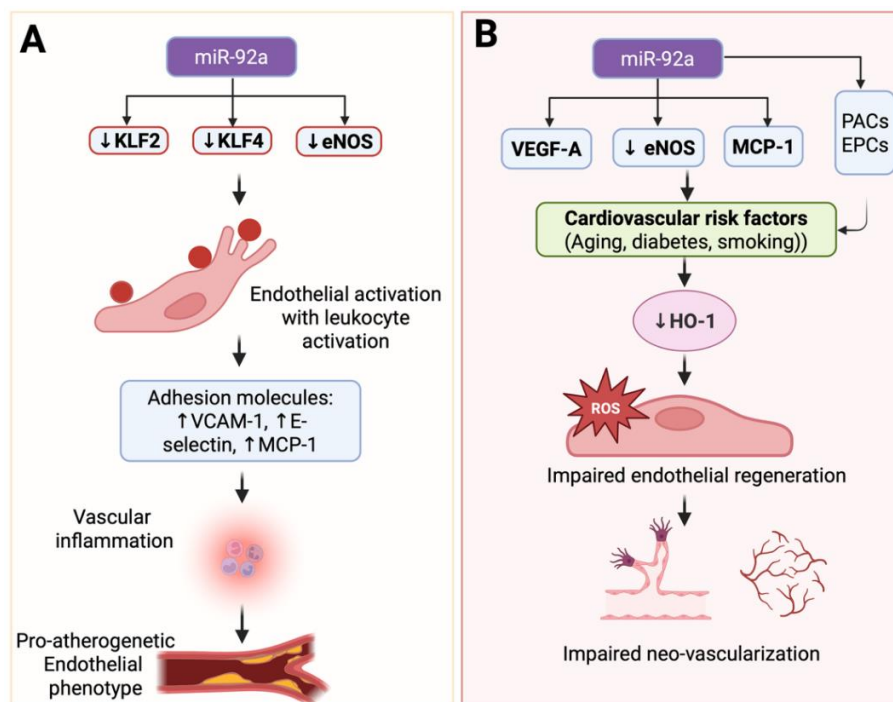 A
miR-92a
↓KLF2
↓KLF4
↓eNOS
Endothelial activation
with leukocyte
activation
Adhesion molecules:
↑VCAM-1, ↑E-
selectin, ↑MCP-1
Vascular
inflammation
Pro-atherogenetic
Endothelial
phenotype
B
miR-92a
VEGF-A
↓ eNOS
MCP-1
PACs
EPCs
Cardiovascular risk factors
(Aging, diabetes, smoking))
↓HO-1
ROS
Impaired endothelial regeneration
Impaired neo-vascularization